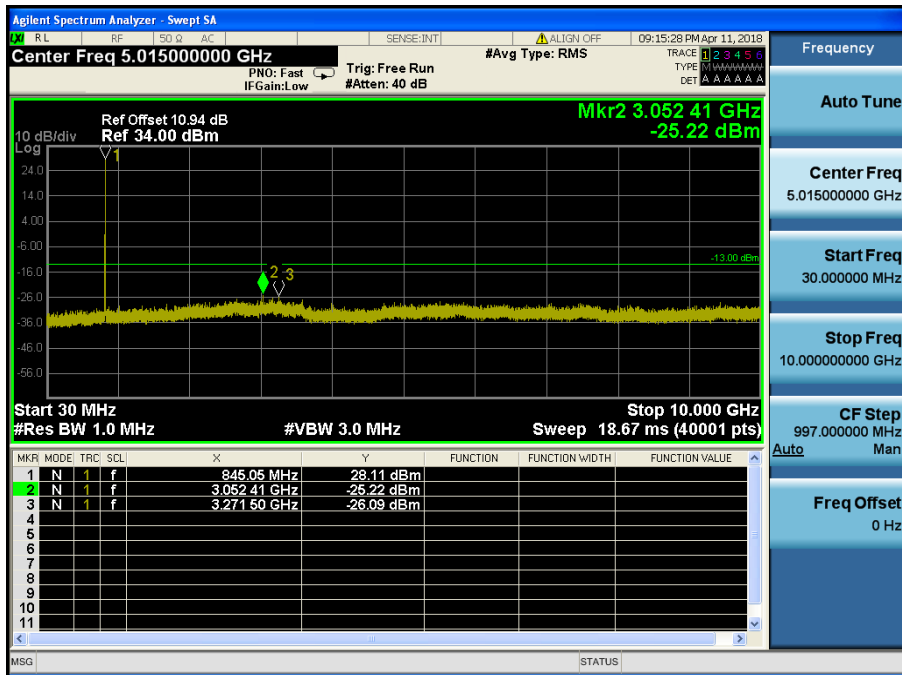 Agilent Spectrum Analyzer - Swept SA
LXI RL RF 50 Ω AC SENSE:INT ALIGN OFF 09:15:28 PM Apr 11, 2018
Center Freq 5.015000000 GHz
PNO: Fast
IFGain:Low
Trig: Free Run
#Atten: 40 dB
#Avg Type: RMS
TRACE 1 2 3 4 5 6
TYPE M W W W W W
DET A A A A A A
Ref Offset 10.94 dB
10 dB/div Ref 34.00 dBm
Log
Mkr2 3.052 41 GHz
-25.22 dBm
1
24.0
14.0
4.00
-6.00
-13.00 dBm
-16.0
2 3
-26.0
-36.0
-46.0
-56.0
Start 30 MHz Stop 10.000 GHz
#Res BW 1.0 MHz #VBW 3.0 MHz Sweep 18.67 ms (40001 pts)
MKR MODE TRC SCL X Y FUNCTION FUNCTION WIDTH FUNCTION VALUE
1 N 1 f 845.05 MHz 28.11 dBm
2 N 1 f 3.052 41 GHz -25.22 dBm
3 N 1 f 3.271 50 GHz -26.09 dBm
4
5
6
7
8
9
10
11
MSG STATUS
Frequency
Auto Tune
Center Freq
5.015000000 GHz
Start Freq
30.000000 MHz
Stop Freq
10.000000000 GHz
CF Step
997.000000 MHz
Auto Man
Freq Offset
0 Hz